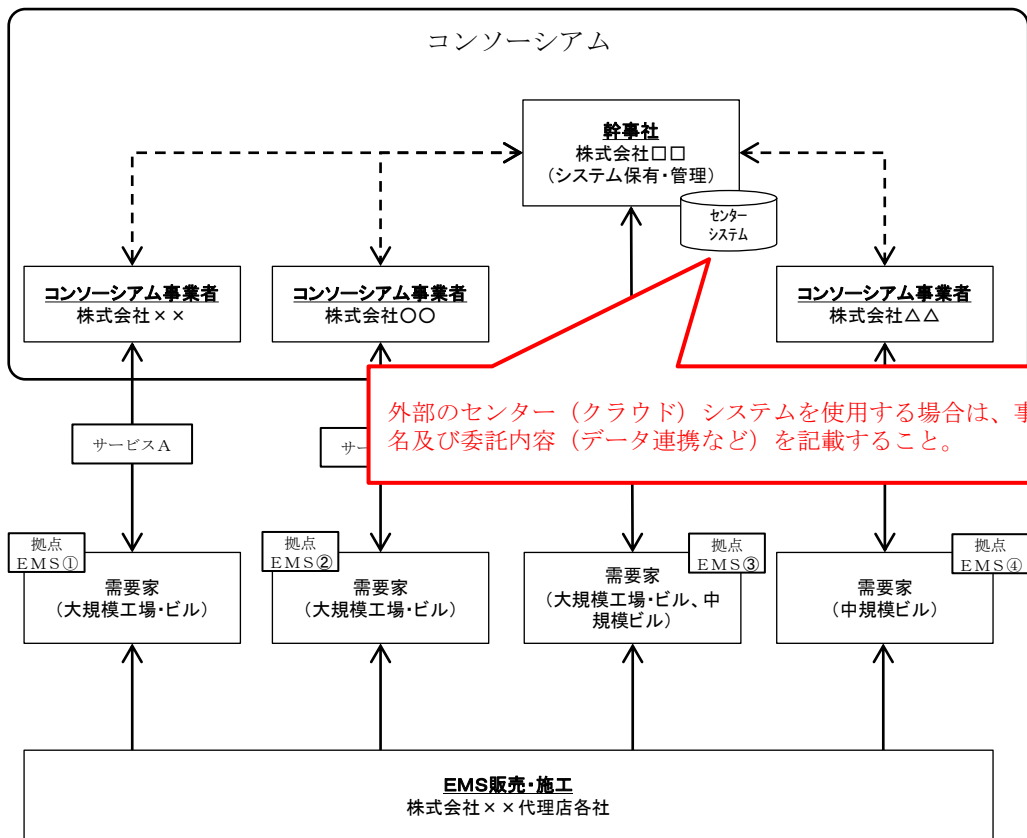 コンソーシアム
幹事社
株式会社□□
（システム保有・管理）
センター
システム
コンソーシアム事業者
株式会社××
コンソーシアム事業者
株式会社○○
コンソーシアム事業者
株式会社△△
外部のセンター（クラウド）システムを使用する場合は、事
名及び委託内容（データ連携など）を記載すること。
サービスA
サー
拠点
EMS①
需要家
（大規模工場・ビル）
拠点
EMS②
需要家
（大規模工場・ビル）
拠点
EMS③
需要家
（大規模工場・ビル、中
規模ビル）
拠点
EMS④
需要家
（中規模ビル）
EMS販売・施工
株式会社××代理店各社